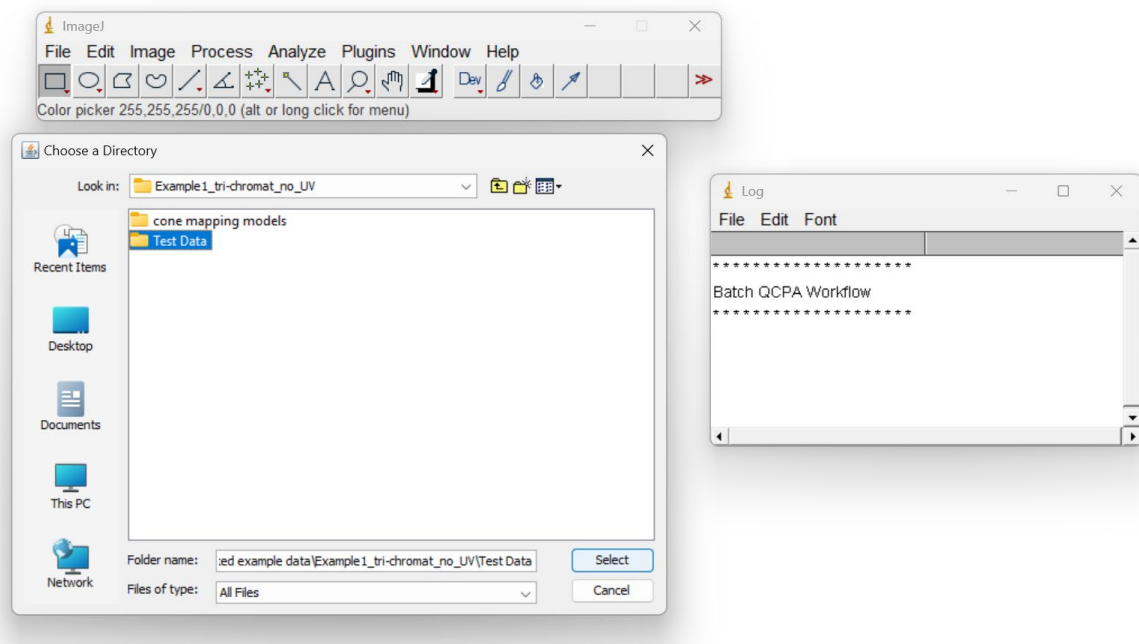 ImageJ
File Edit Image Process Analyze Plugins Window Help
A Dev
Color picker 255,255,255/0,0,0 (alt or long click for menu)
Choose a Directory
Look in: Example1_tri-chromat_no_UV
cone mapping models
Test Data
Recent Items
Desktop
Documents
This PC
Network
Folder name: :ed example data\Example1_tri-chromat_no_UV\Test Data Select
Files of type: All Files Cancel
Log
File Edit Font
* * * * * * * * * * * * * * * * * * * *
Batch QCPA Workflow
* * * * * * * * * * * * * * * * * * * *